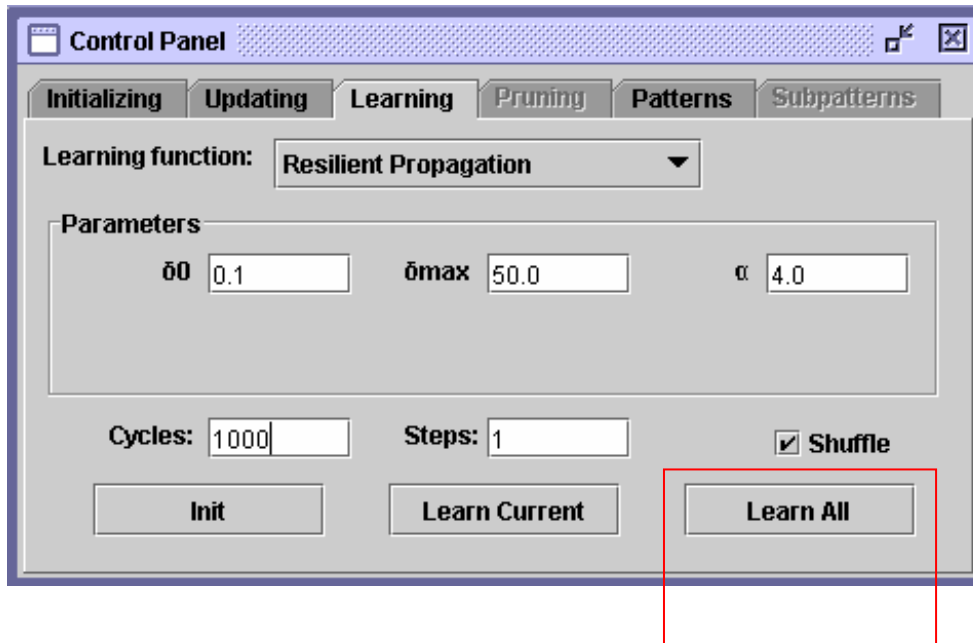 Control Panel
Initializing Updating Learning Pruning Patterns Subpatterns
Learning function: Resilient Propagation
Parameters
δ0 0.1 δmax 50.0 α 4.0
Cycles: 1000 Steps: 1 Shuffle
Init Learn Current Learn All